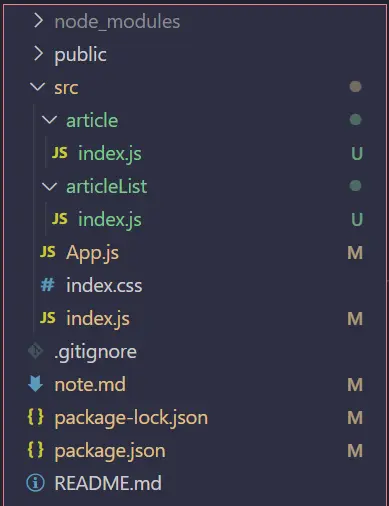 node_modules
public
src
article
JS index.js U
articleList
JS index.js U
JS App.js M
# index.css
JS index.js M
.gitignore
note.md M
{} package-lock.json M
{} package.json M
README.md